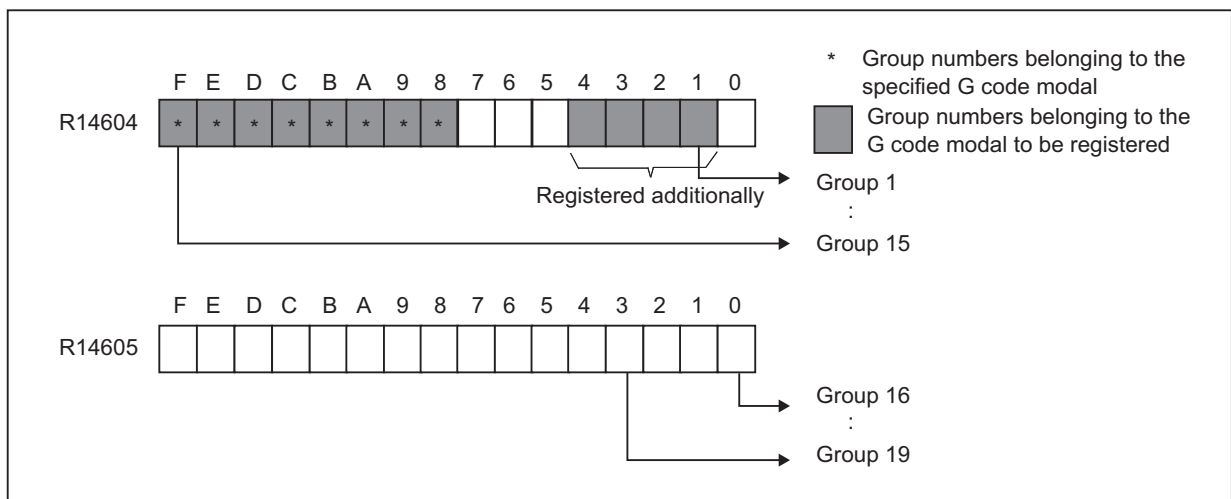 F E D C B A 9 8 7 6 5 4 3 2 1 0
R14604 * * * * * * * *
* Group numbers belonging to the
specified G code modal
Group numbers belonging to the
G code modal to be registered
Registered additionally
Group 1
:
Group 15
F E D C B A 9 8 7 6 5 4 3 2 1 0
R14605
Group 16
:
Group 19